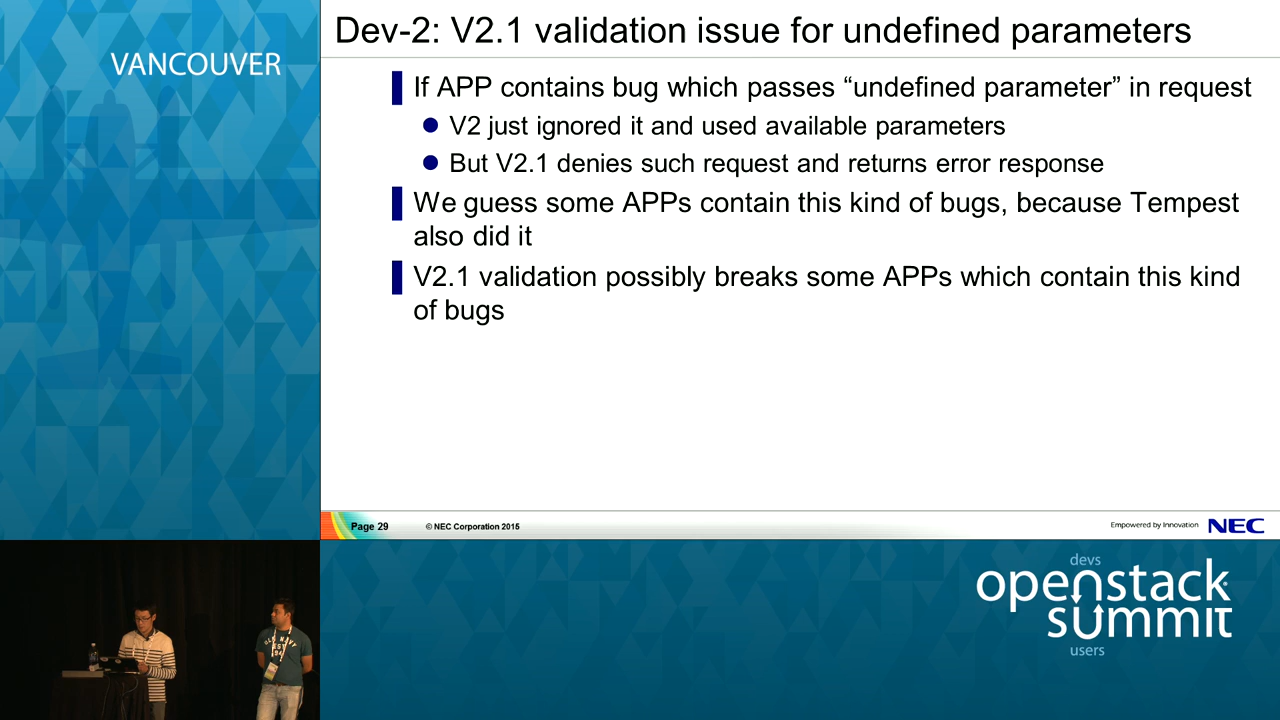 VANCOUVER
Dev-2: V2.1 validation issue for undefined parameters
If APP contains bug which passes “undefined parameter” in request
V2 just ignored it and used available parameters
But V2.1 denies such request and returns error response
We guess some APPs contain this kind of bugs, because Tempest
also did it
V2.1 validation possibly breaks some APPs which contain this kind
of bugs
Page 29
© NEC Corporation 2015
Empowered by Innovation
NEC
devs
openstack
summit
users